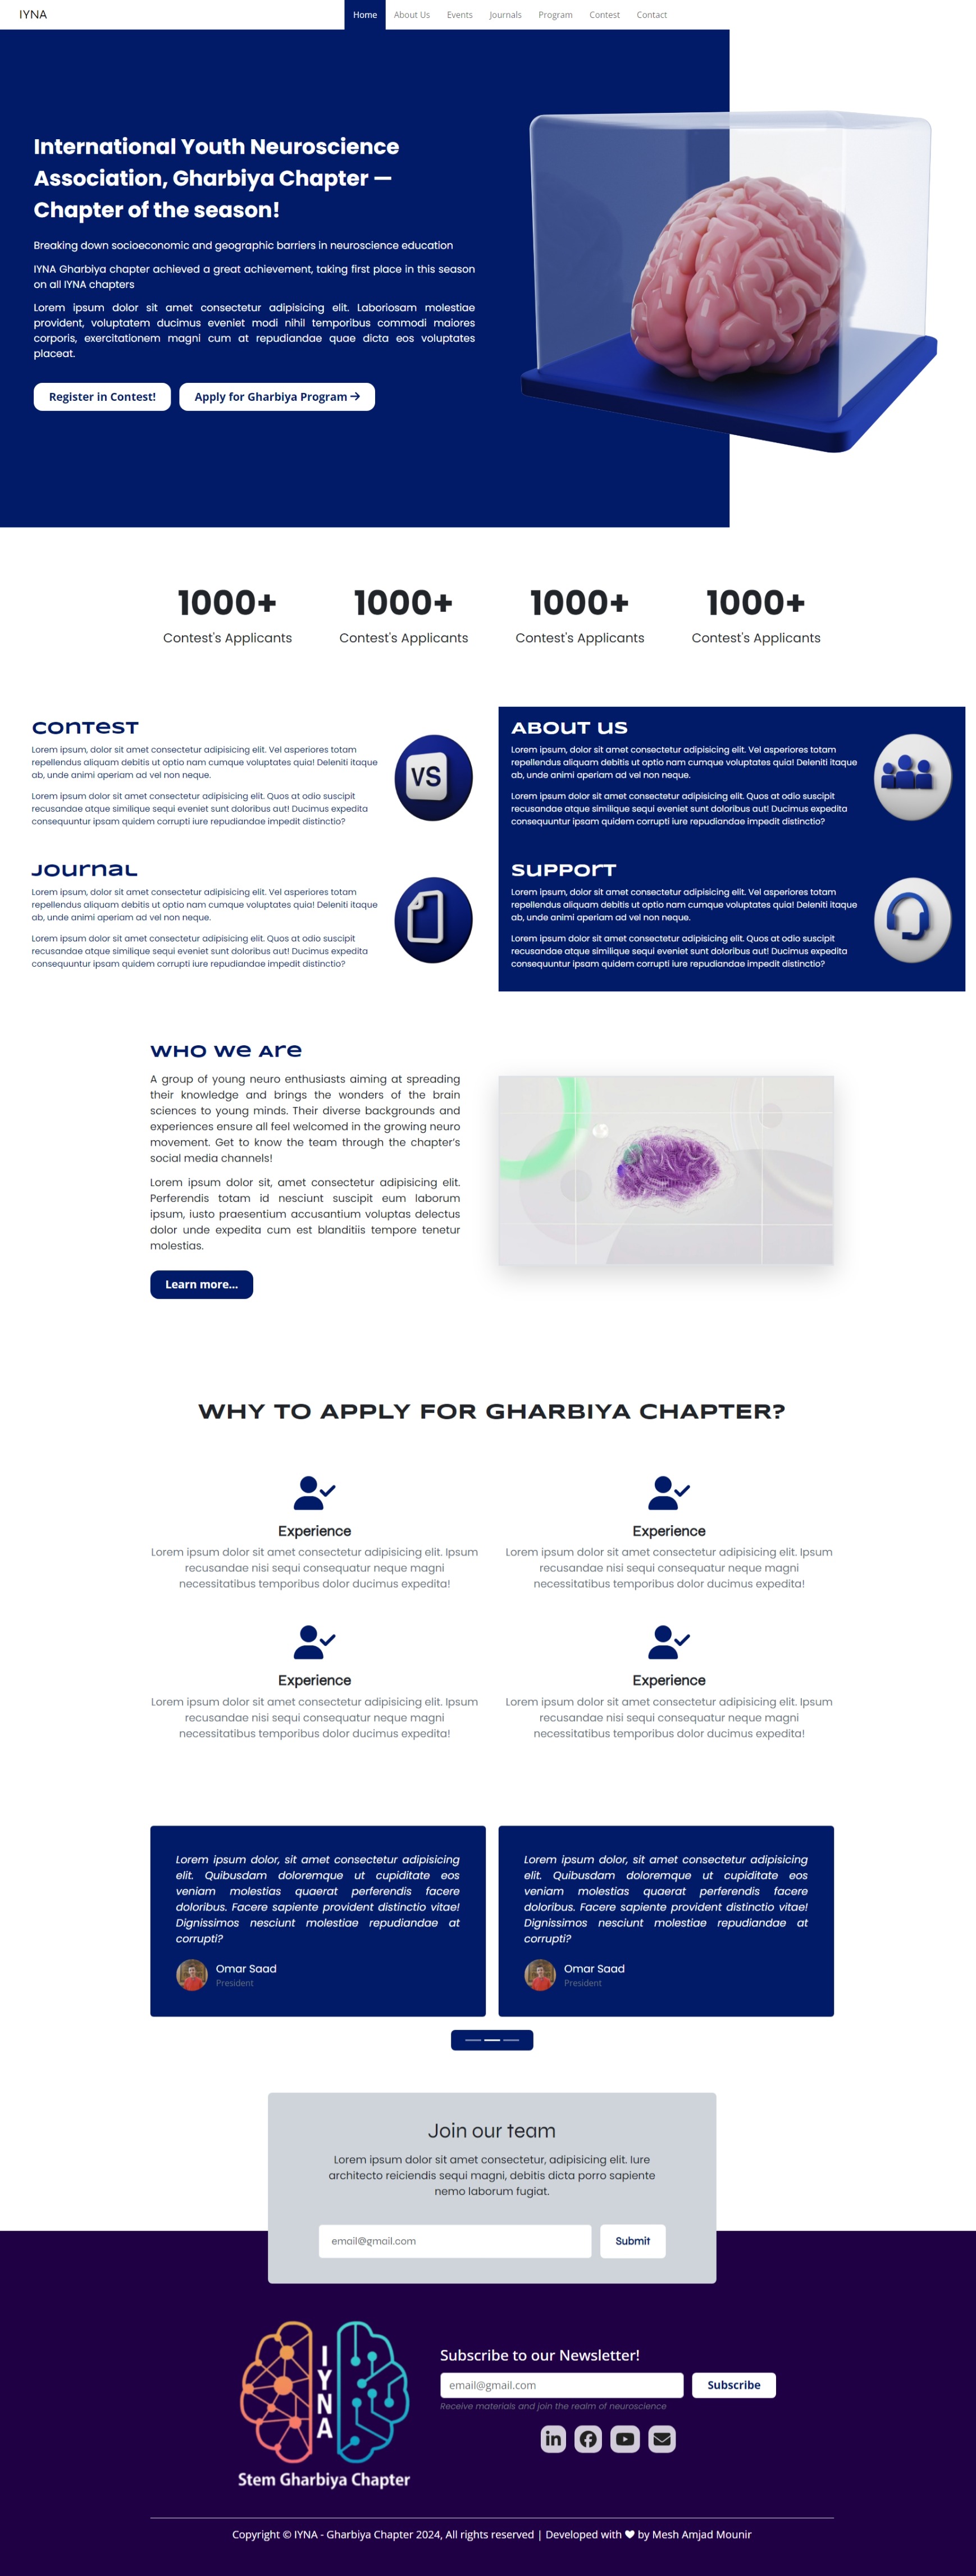 IYNA
Home About Us Events Journals Program Contest Contact
International Youth Neuroscience
Association, Gharbiya Chapter —
Chapter of the season!
Breaking down socioeconomic and geographic barriers in neuroscience education
IYNA Gharbiya chapter achieved a great achievement, taking first place in this season
on all IYNA chapters
Lorem ipsum dolor sit amet consectetur adipisicing elit. Laboriosam molestiae
provident, voluptatem ducimus eveniet modi nihil temporibus commodi maiores
corporis, exercitationem magni cum at repudiandae quae dicta eos voluptates
placeat.
Register in Contest! Apply for Gharbiya Program →
1000+ 1000+ 1000+ 1000+
Contest's Applicants Contest's Applicants Contest's Applicants Contest's Applicants
Contest
Lorem ipsum, dolor sit amet consectetur adipisicing elit. Vel asperiores totam
repellendus aliquam debitis ut optio nam cumque voluptates quia! Deleniti itaque
ab, unde animi aperiam ad vel non neque.
Lorem ipsum dolor sit amet consectetur adipisicing elit. Quos at odio suscipit
recusandae atque similique sequi eveniet sunt doloribus aut! Ducimus expedita
consequuntur ipsam quidem corrupti iure repudiandae impedit distinctio?
VS
About us
Lorem ipsum, dolor sit amet consectetur adipisicing elit. Vel asperiores totam
repellendus aliquam debitis ut optio nam cumque voluptates quia! Deleniti itaque
ab, unde animi aperiam ad vel non neque.
Lorem ipsum dolor sit amet consectetur adipisicing elit. Quos at odio suscipit
recusandae atque similique sequi eveniet sunt doloribus aut! Ducimus expedita
consequuntur ipsam quidem corrupti iure repudiandae impedit distinctio?
Journal
Lorem ipsum, dolor sit amet consectetur adipisicing elit. Vel asperiores totam
repellendus aliquam debitis ut optio nam cumque voluptates quia! Deleniti itaque
ab, unde animi aperiam ad vel non neque.
Lorem ipsum dolor sit amet consectetur adipisicing elit. Quos at odio suscipit
recusandae atque similique sequi eveniet sunt doloribus aut! Ducimus expedita
consequuntur ipsam quidem corrupti iure repudiandae impedit distinctio?
Support
Lorem ipsum, dolor sit amet consectetur adipisicing elit. Vel asperiores totam
repellendus aliquam debitis ut optio nam cumque voluptates quia! Deleniti itaque
ab, unde animi aperiam ad vel non neque.
Lorem ipsum dolor sit amet consectetur adipisicing elit. Quos at odio suscipit
recusandae atque similique sequi eveniet sunt doloribus aut! Ducimus expedita
consequuntur ipsam quidem corrupti iure repudiandae impedit distinctio?
Who We Are
A group of young neuro enthusiasts aiming at spreading
their knowledge and brings the wonders of the brain
sciences to young minds. Their diverse backgrounds and
experiences ensure all feel welcomed in the growing neuro
movement. Get to know the team through the chapter's
social media channels!
Lorem ipsum dolor sit, amet consectetur adipisicing elit.
Perferendis totam id nesciunt suscipit eum laborum
ipsum, iusto praesentium accusantium voluptas delectus
dolor unde expedita cum est blanditiis tempore tenetur
molestias.
Learn more...
WHY TO APPLY FOR GHARBIYA CHAPTER?
Experience
Lorem ipsum dolor sit amet consectetur adipisicing elit. Ipsum
recusandae nisi sequi consequatur neque magni
necessitatibus temporibus dolor ducimus expedita!
Experience
Lorem ipsum dolor sit amet consectetur adipisicing elit. Ipsum
recusandae nisi sequi consequatur neque magni
necessitatibus temporibus dolor ducimus expedita!
Experience
Lorem ipsum dolor sit amet consectetur adipisicing elit. Ipsum
recusandae nisi sequi consequatur neque magni
necessitatibus temporibus dolor ducimus expedita!
Experience
Lorem ipsum dolor sit amet consectetur adipisicing elit. Ipsum
recusandae nisi sequi consequatur neque magni
necessitatibus temporibus dolor ducimus expedita!
Lorem ipsum dolor, sit amet consectetur adipisicing
elit. Quibusdam doloremque ut cupiditate eos
veniam molestias quaerat perferendis facere
doloribus. Facere sapiente provident distinctio vitae!
Dignissimos nesciunt molestiae repudiandae at
corrupti?
Omar Saad
President
Lorem ipsum dolor, sit amet consectetur adipisicing
elit. Quibusdam doloremque ut cupiditate eos
veniam molestias quaerat perferendis facere
doloribus. Facere sapiente provident distinctio vitae!
Dignissimos nesciunt molestiae repudiandae at
corrupti?
Omar Saad
President
Join our team
Lorem ipsum dolor sit amet consectetur, adipisicing elit. Iure
architecto reiciendis sequi magni, debitis dicta porro sapiente
nemo laborum fugiat.
email@gmail.com Submit
IYNA
Stem Gharbiya Chapter
Subscribe to our Newsletter!
email@gmail.com Subscribe
Receive materials and join the realm of neuroscience
Copyright © IYNA - Gharbiya Chapter 2024, All rights reserved | Developed with ♥ by Mesh Amjad Mounir